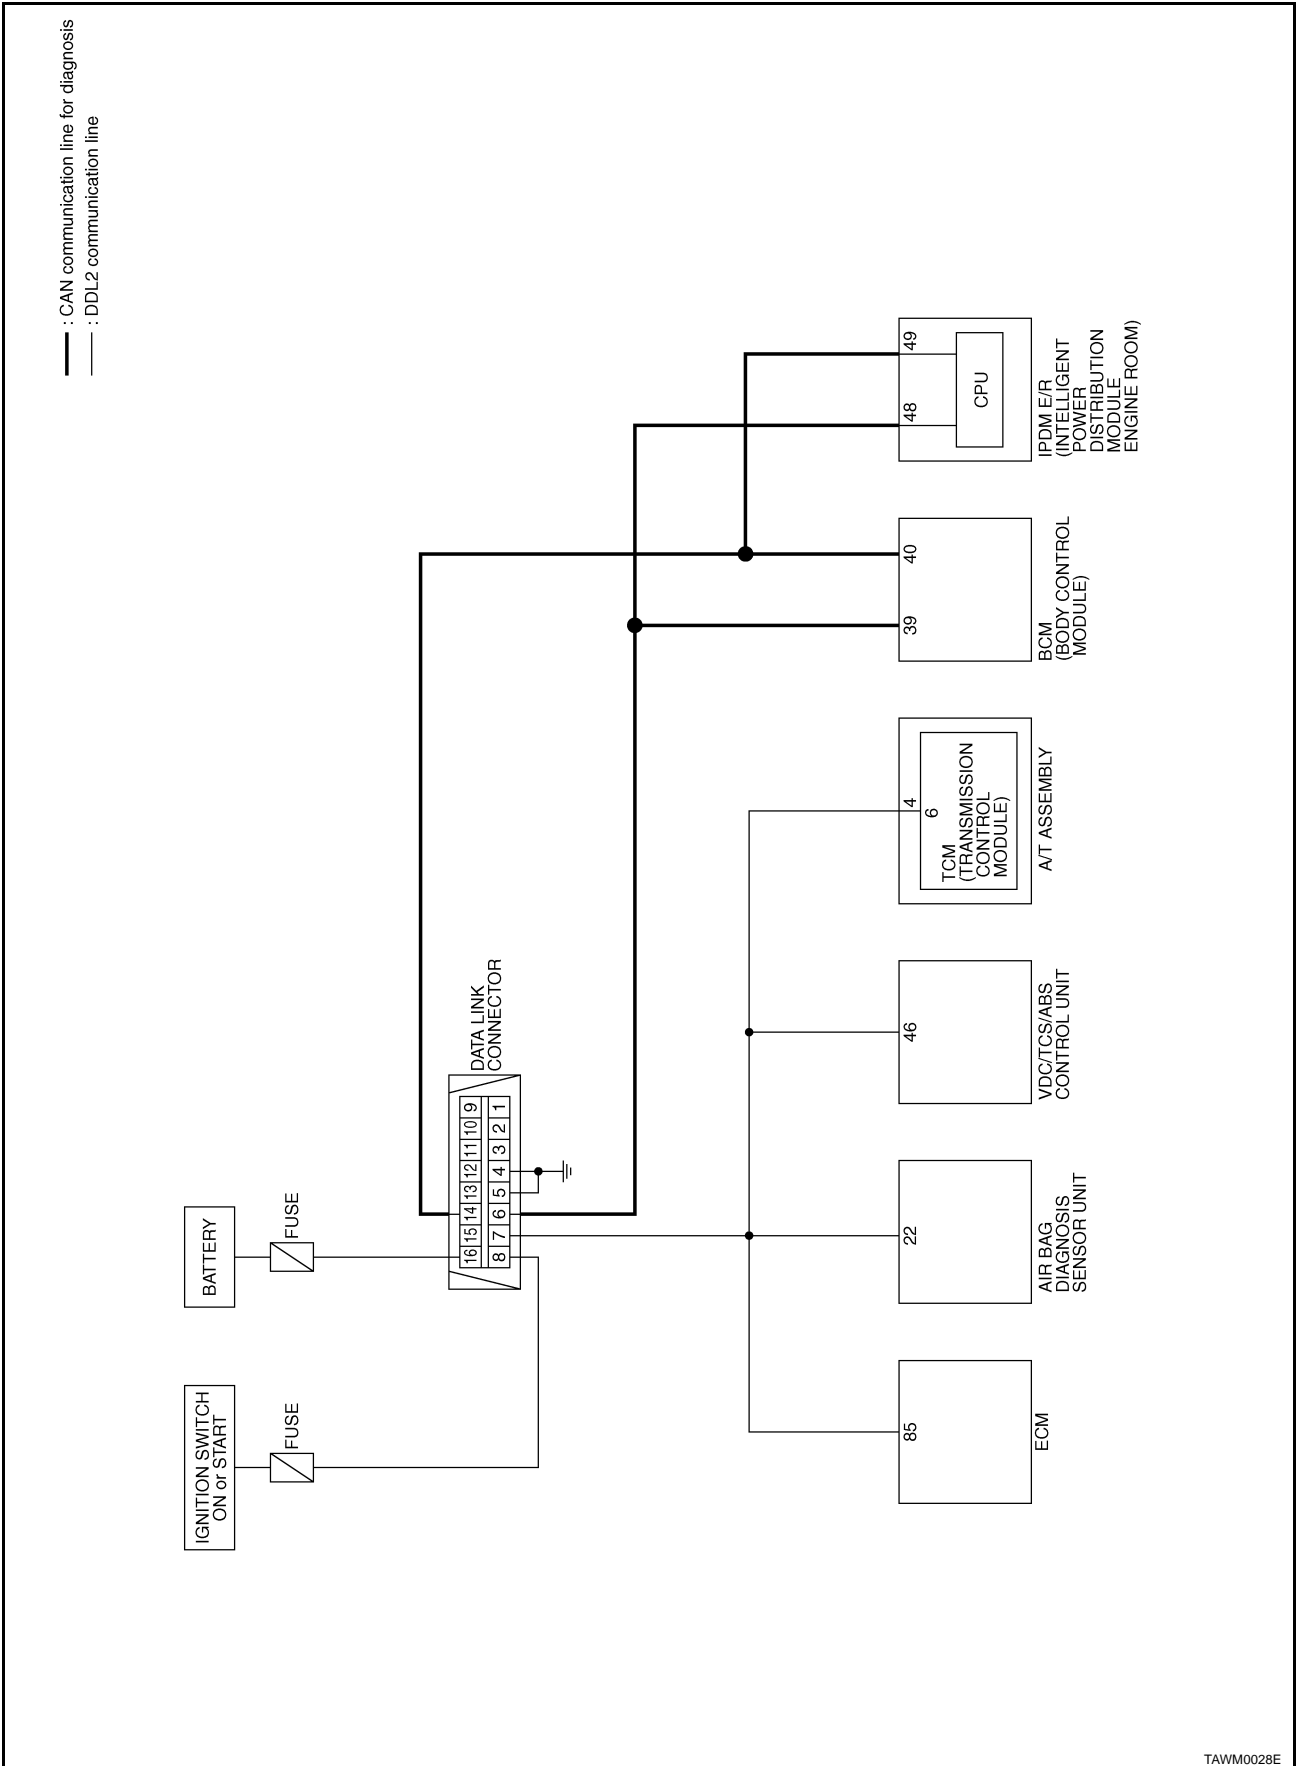 : CAN communication line for diagnosis
: DDL2 communication line
IGNITION SWITCH
ON or START
BATTERY
FUSE
FUSE
DATA LINK
CONNECTOR
16 15 14 13 12 11 10 9
8 7 6 5 4 3 2 1
85
ECM
22
AIR BAG
DIAGNOSIS
SENSOR UNIT
46
VDC/TCS/ABS
CONTROL UNIT
4
6
TCM
(TRANSMISSION
CONTROL
MODULE)
A/T ASSEMBLY
39
40
BCM
(BODY CONTROL
MODULE)
48
49
CPU
IPDM E/R
(INTELLIGENT
POWER
DISTRIBUTION
MODULE
ENGINE ROOM)
TAWM0028E